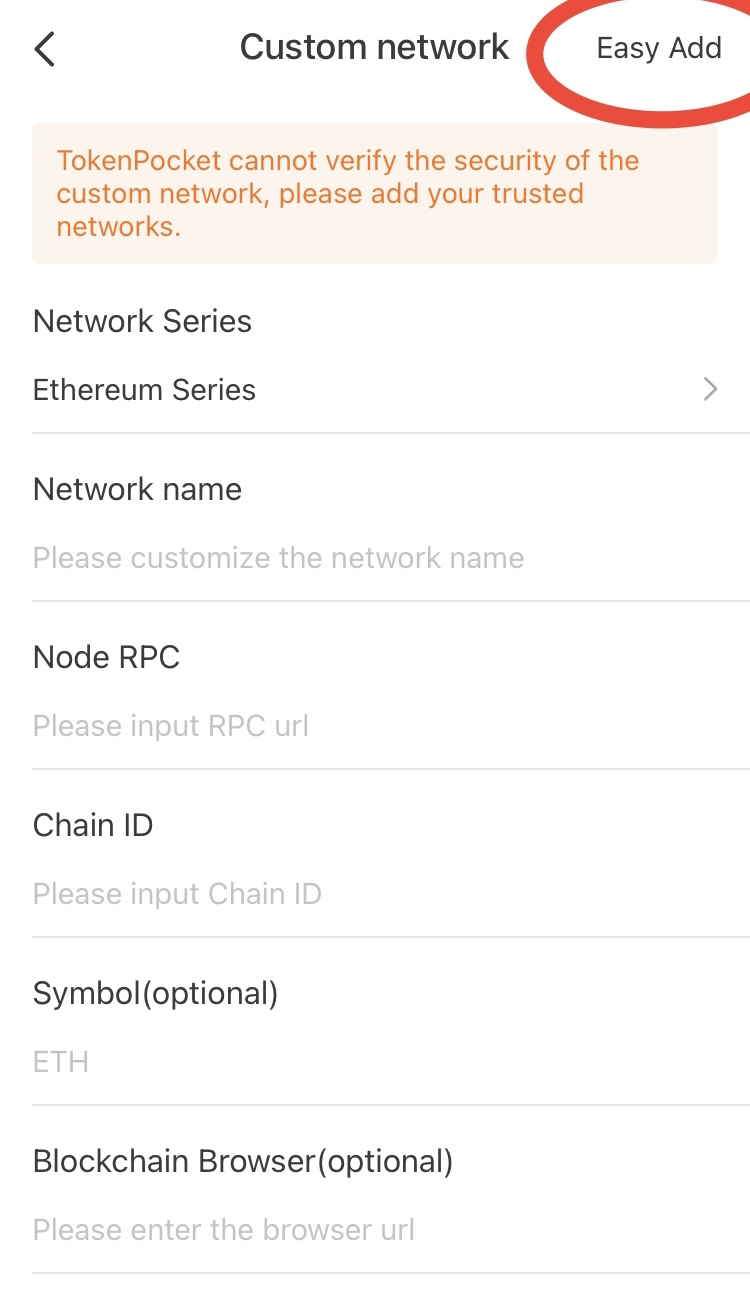 Custom network
Easy Add
TokenPocket cannot verify the security of the
custom network, please add your trusted
networks.
Network Series
Ethereum Series
Network name
Please customize the network name
Node RPC
Please input RPC url
Chain ID
Please input Chain ID
Symbol(optional)
ETH
Blockchain Browser(optional)
Please enter the browser url